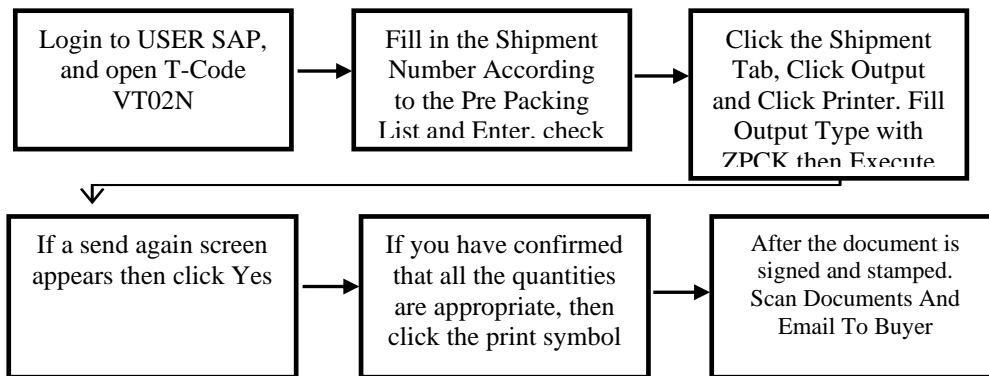 Login to USER SAP,
and open T-Code
VT02N
Fill in the Shipment
Number According
to the Pre Packing
List and Enter, check
Click the Shipment
Tab, Click Output
and Click Printer. Fill
Output Type with
ZPCK then Execute
If a send again screen
appears then click Yes
If you have confirmed
that all the quantities
are appropriate, then
click the print symbol
After the document is
signed and stamped.
Scan Documents And
Email To Buyer